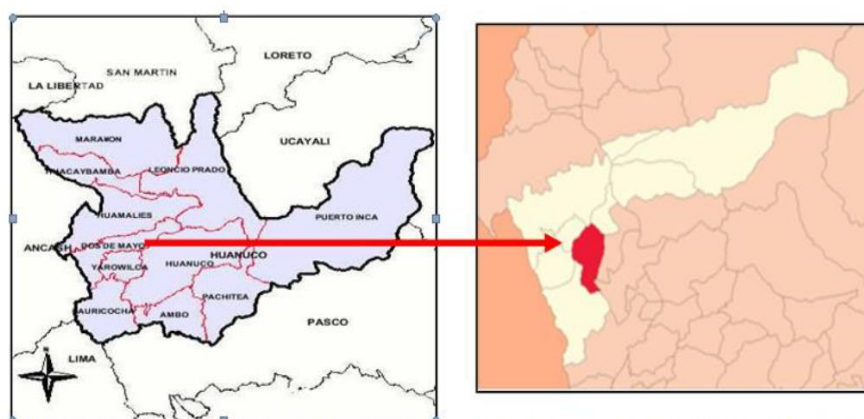 LORETO
SAN MARTIN
LA LIBERTAD
MARAÑON
UCAYALI
HUACAYBAMBA
LEONCIO PRADO
HUAMALIES
PUERTO INCA
ANCASH
DOS DE MAYO
HUANUCO
YAROWILCA
HUANUCO
PACHITEA
LAURICOCHA
AMBO
PASCO
LIMA